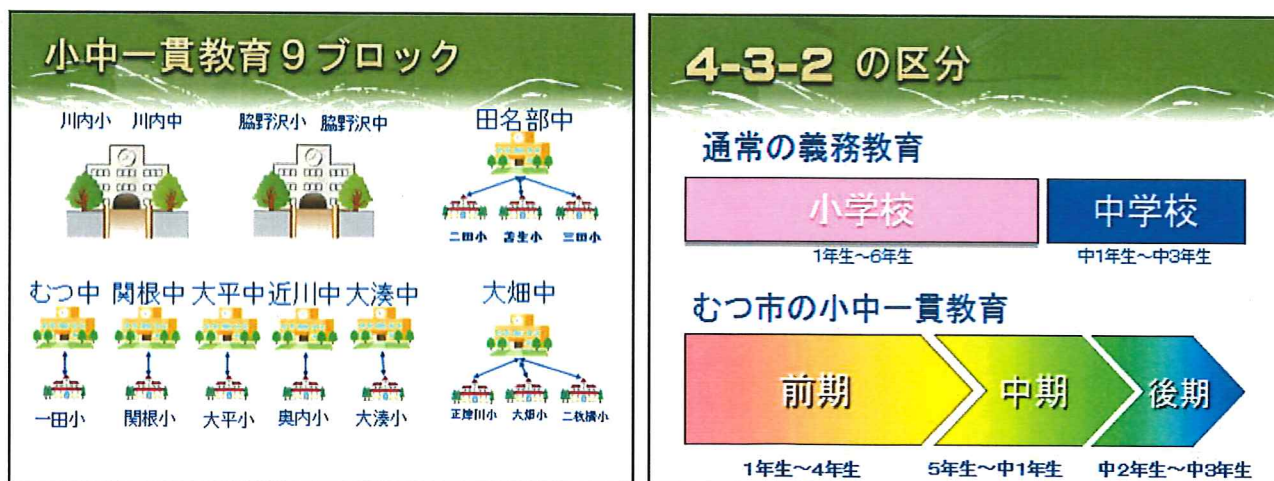 小中一貫教育9ブロック
川内小 川内中
脇野沢小 脇野沢中
田名部中
二田小 苫生小 三田小
むつ中 関根中 大平中 近川中 大湊中
大畑中
一田小 関根小 大平小 奥内小 大湊小
正津川小 大畑小 二枚橋小
4-3-2 の区分
通常の義務教育
小学校 中学校
1年生～6年生 中1年生～中3年生
むつ市の小中一貫教育
前期 中期 後期
1年生～4年生 5年生～中1年生 中2年生～中3年生